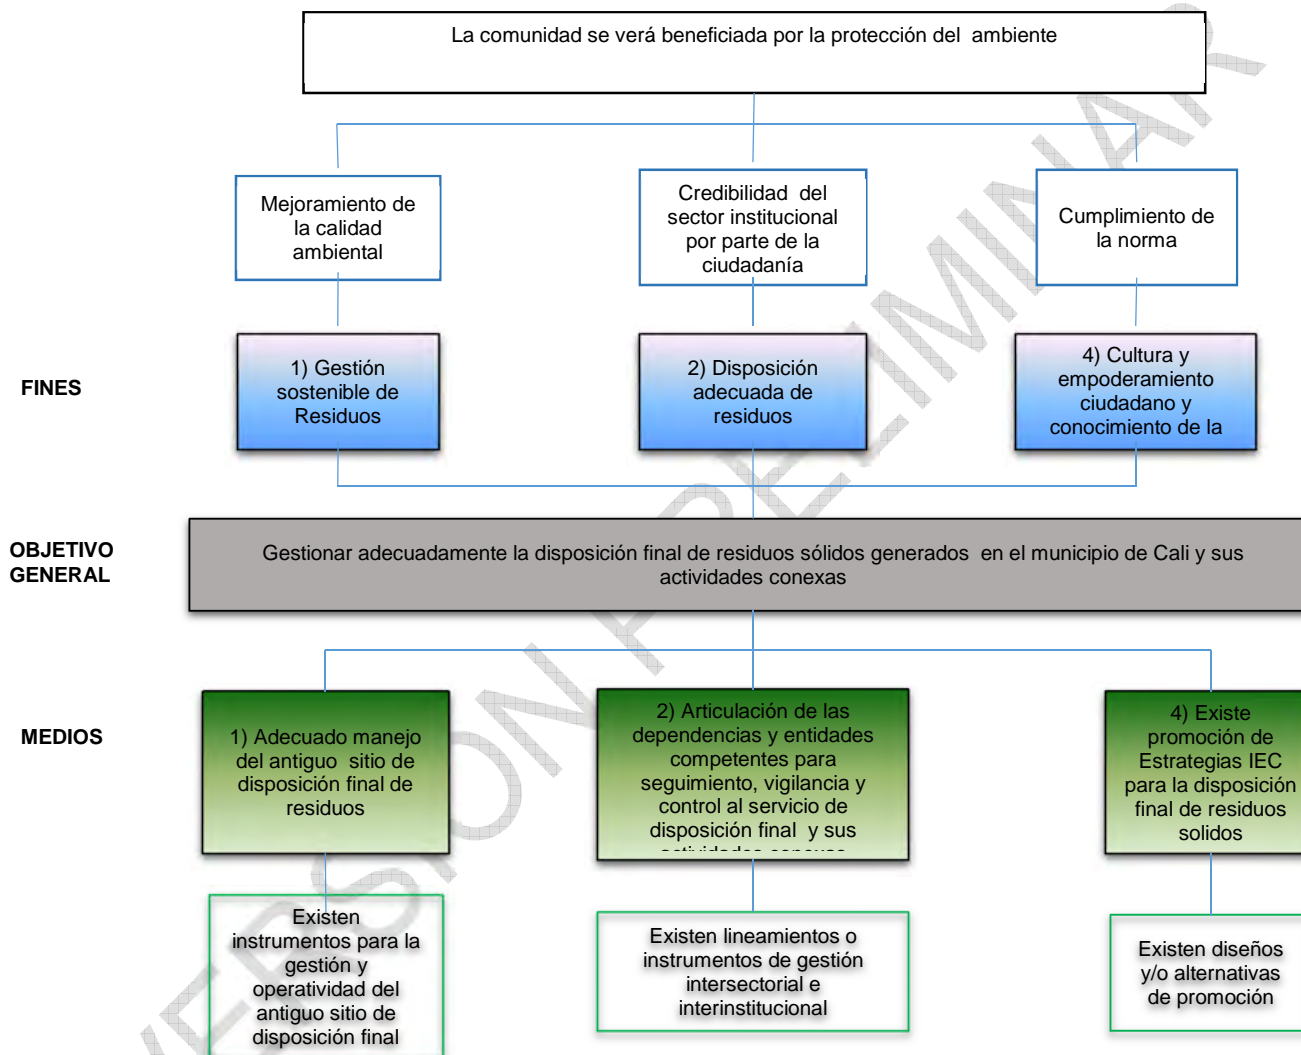 La comunidad se verá beneficiada por la protección del ambiente
Mejoramiento de
la calidad
ambiental
Credibilidad del
sector institucional
por parte de la
ciudadanía
Cumplimiento de
la norma
FINES
1) Gestión
sostenible de
Residuos
2) Disposición
adecuada de
residuos
4) Cultura y
empoderamiento
ciudadano y
conocimiento de la
OBJETIVO
GENERAL
Gestionar adecuadamente la disposición final de residuos sólidos generados en el municipio de Cali y sus
actividades conexas
MEDIOS
1) Adecuado manejo
del antiguo sitio de
disposición final de
residuos
2) Articulación de las
dependencias y entidades
competentes para
seguimiento, vigilancia y
control al servicio de
disposición final y sus
actividades conexas
4) Existe
promoción de
Estrategias IEC
para la disposición
final de residuos
solidos
Existen
instrumentos para la
gestión y
operatividad del
antiguo sitio de
disposición final
Existen lineamientos o
instrumentos de gestión
intersectorial e
interinstitucional
Existen diseños
y/o alternativas
de promoción
VERSION PRELIMINAR